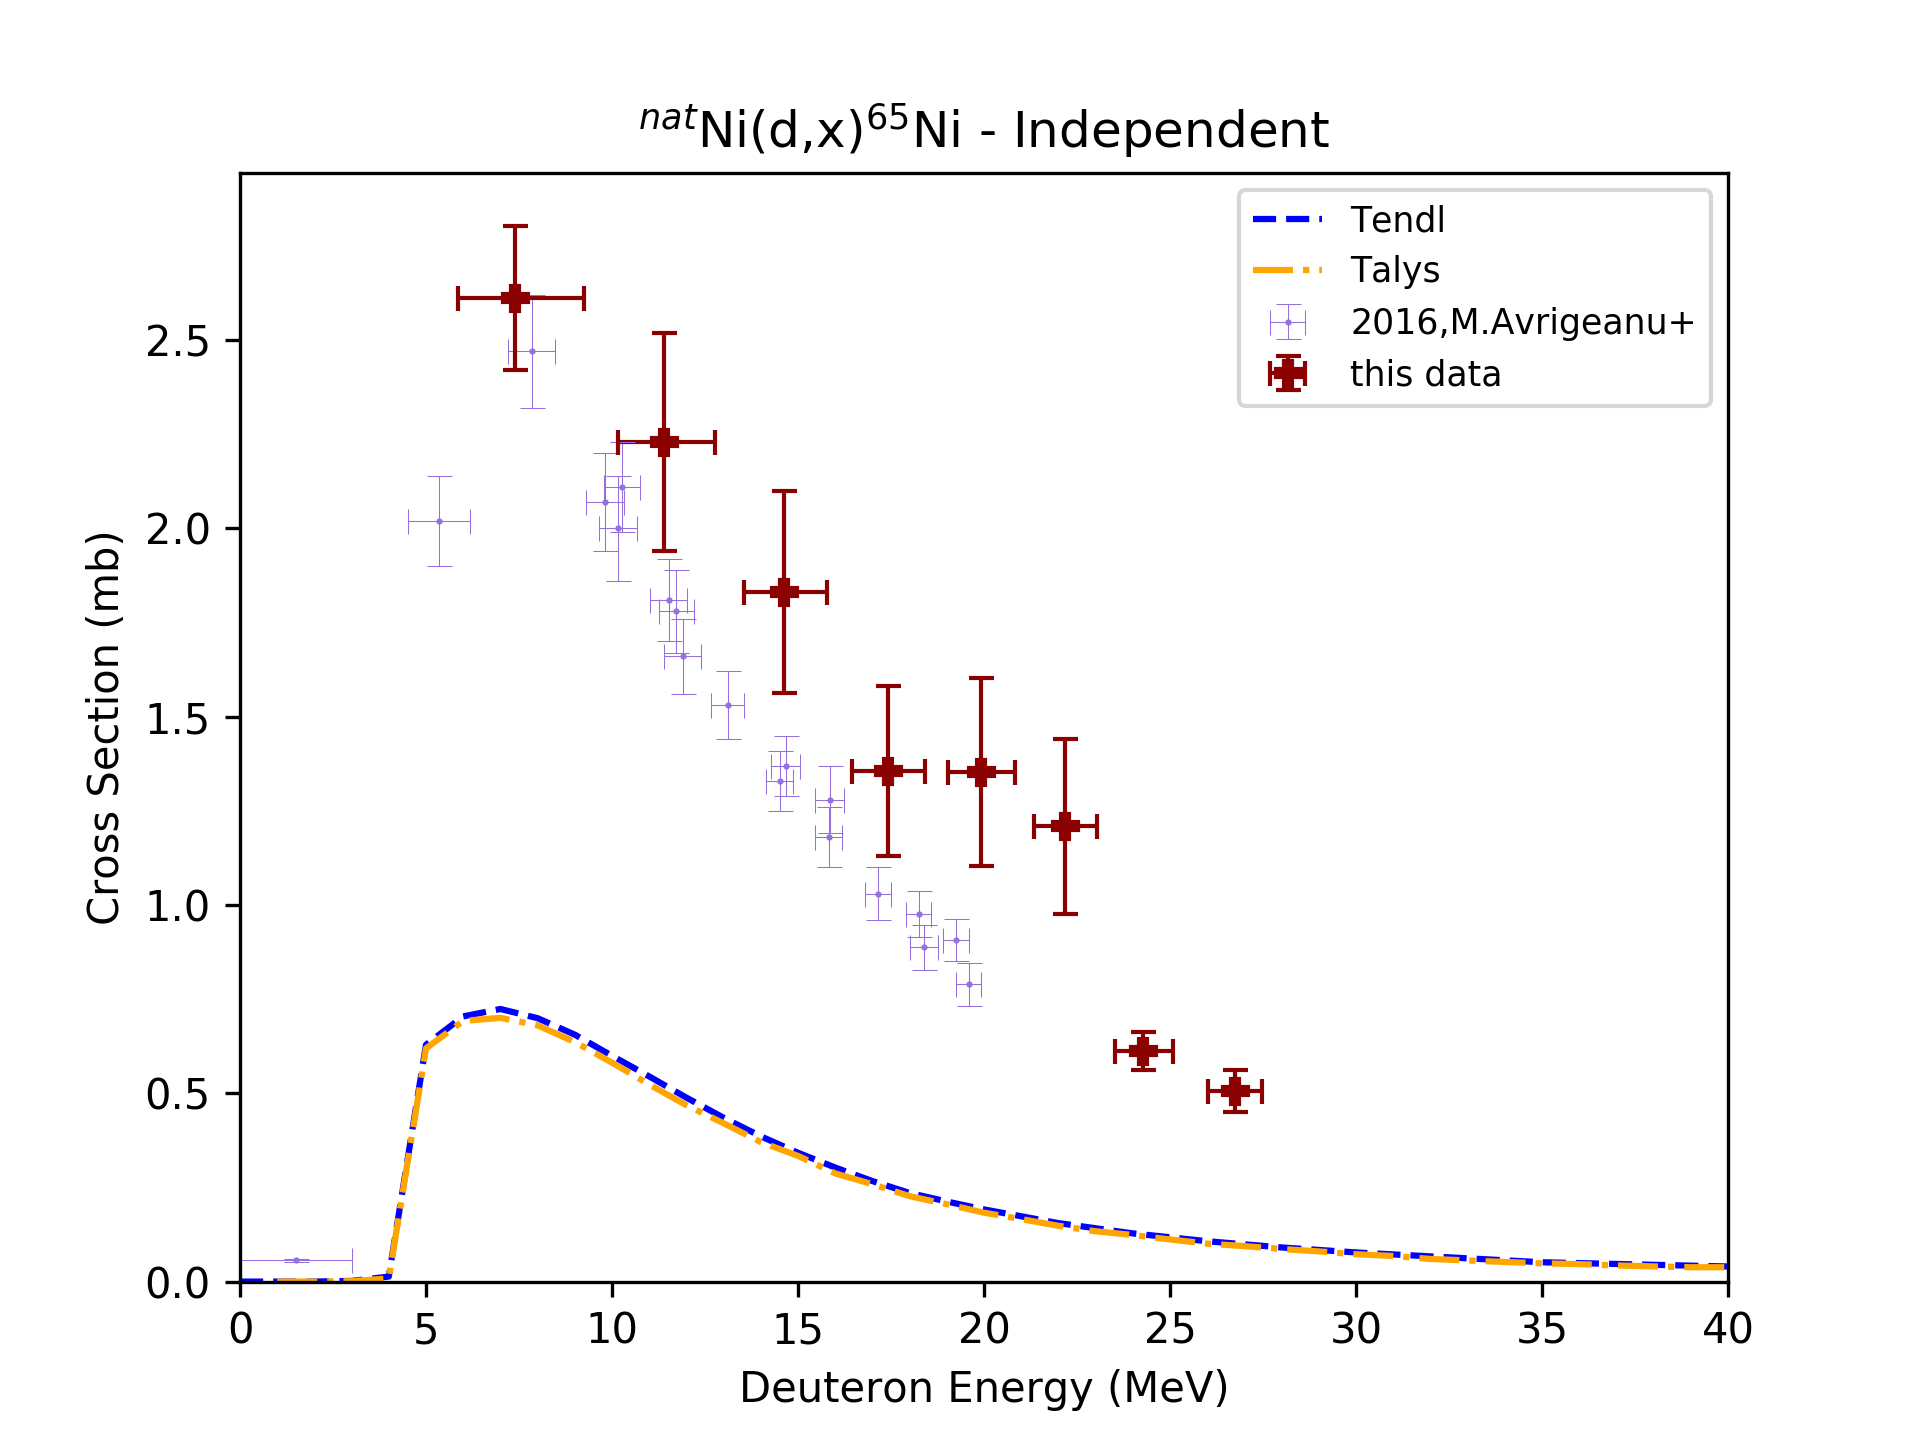 natNi(d,x)65Ni - Independent
Tendl
Talys
2016,M.Avrigeanu+
this data
Cross Section (mb)
2.5
2.0
1.5
1.0
0.5
0.0
0 5 10 15 20 25 30 35 40
Deuteron Energy (MeV)